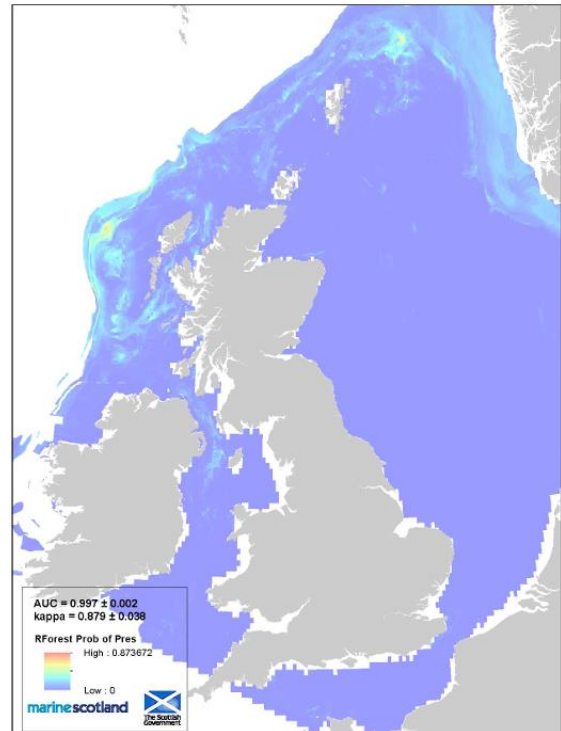 AUC = 0.997 ± 0.002
kappa = 0.879 ± 0.038
RForest Prob of Pres
High : 0.873672
Low : 0
marinescotland
The Scottish
Government